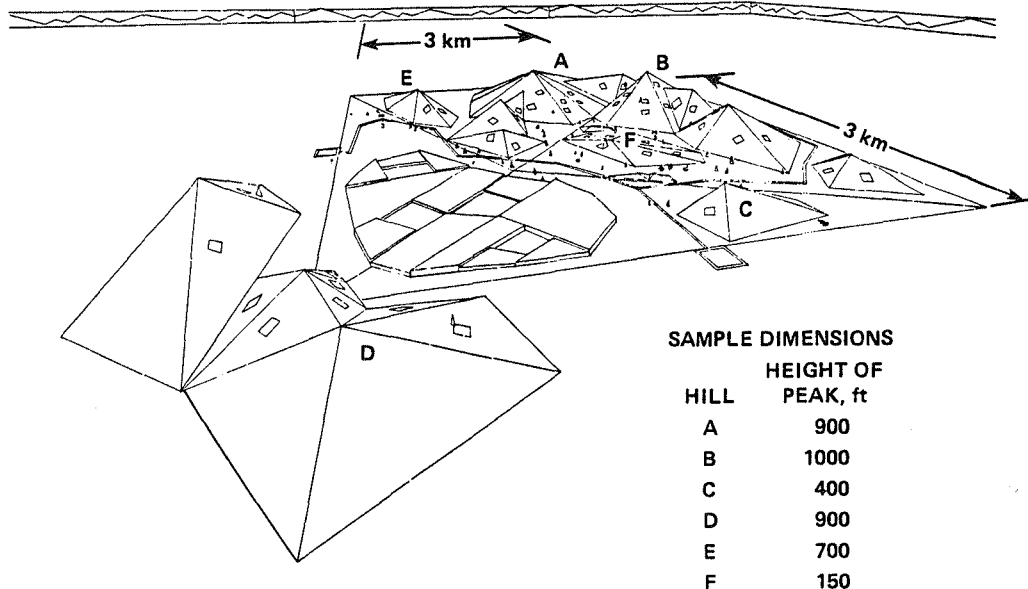 3 km
A
B
E
3 km
F
C
D
SAMPLE DIMENSIONS
HEIGHT OF
HILL PEAK, ft
A 900
B 1000
C 400
D 900
E 700
F 150